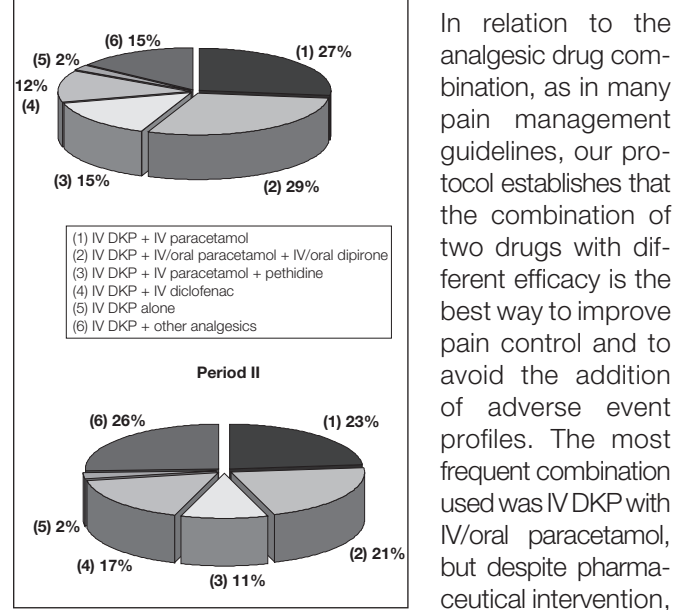 (6) 15%
(1) 27%
(5) 2%
12%
(4)
(3) 15%
(2) 29%
(1) IV DKP + IV paracetamol
(2) IV DKP + IV/oral paracetamol + IV/oral dipirone
(3) IV DKP + IV paracetamol + pethidine
(4) IV DKP + IV diclofenac
(5) IV DKP alone
(6) IV DKP + other analgesics
Period II
(6) 26%
(1) 23%
(5) 2%
(4) 17%
(3) 11%
(2) 21%
In relation to the
analgesic drug com-
bination, as in many
pain management
guidelines, our pro-
tocol establishes that
the combination of
two drugs with dif-
ferent efficacy is the
best way to improve
pain control and to
avoid the addition
of adverse event
profiles. The most
frequent combination
used was IV DKP with
IV/oral paracetamol,
but despite pharma-
ceutical intervention,